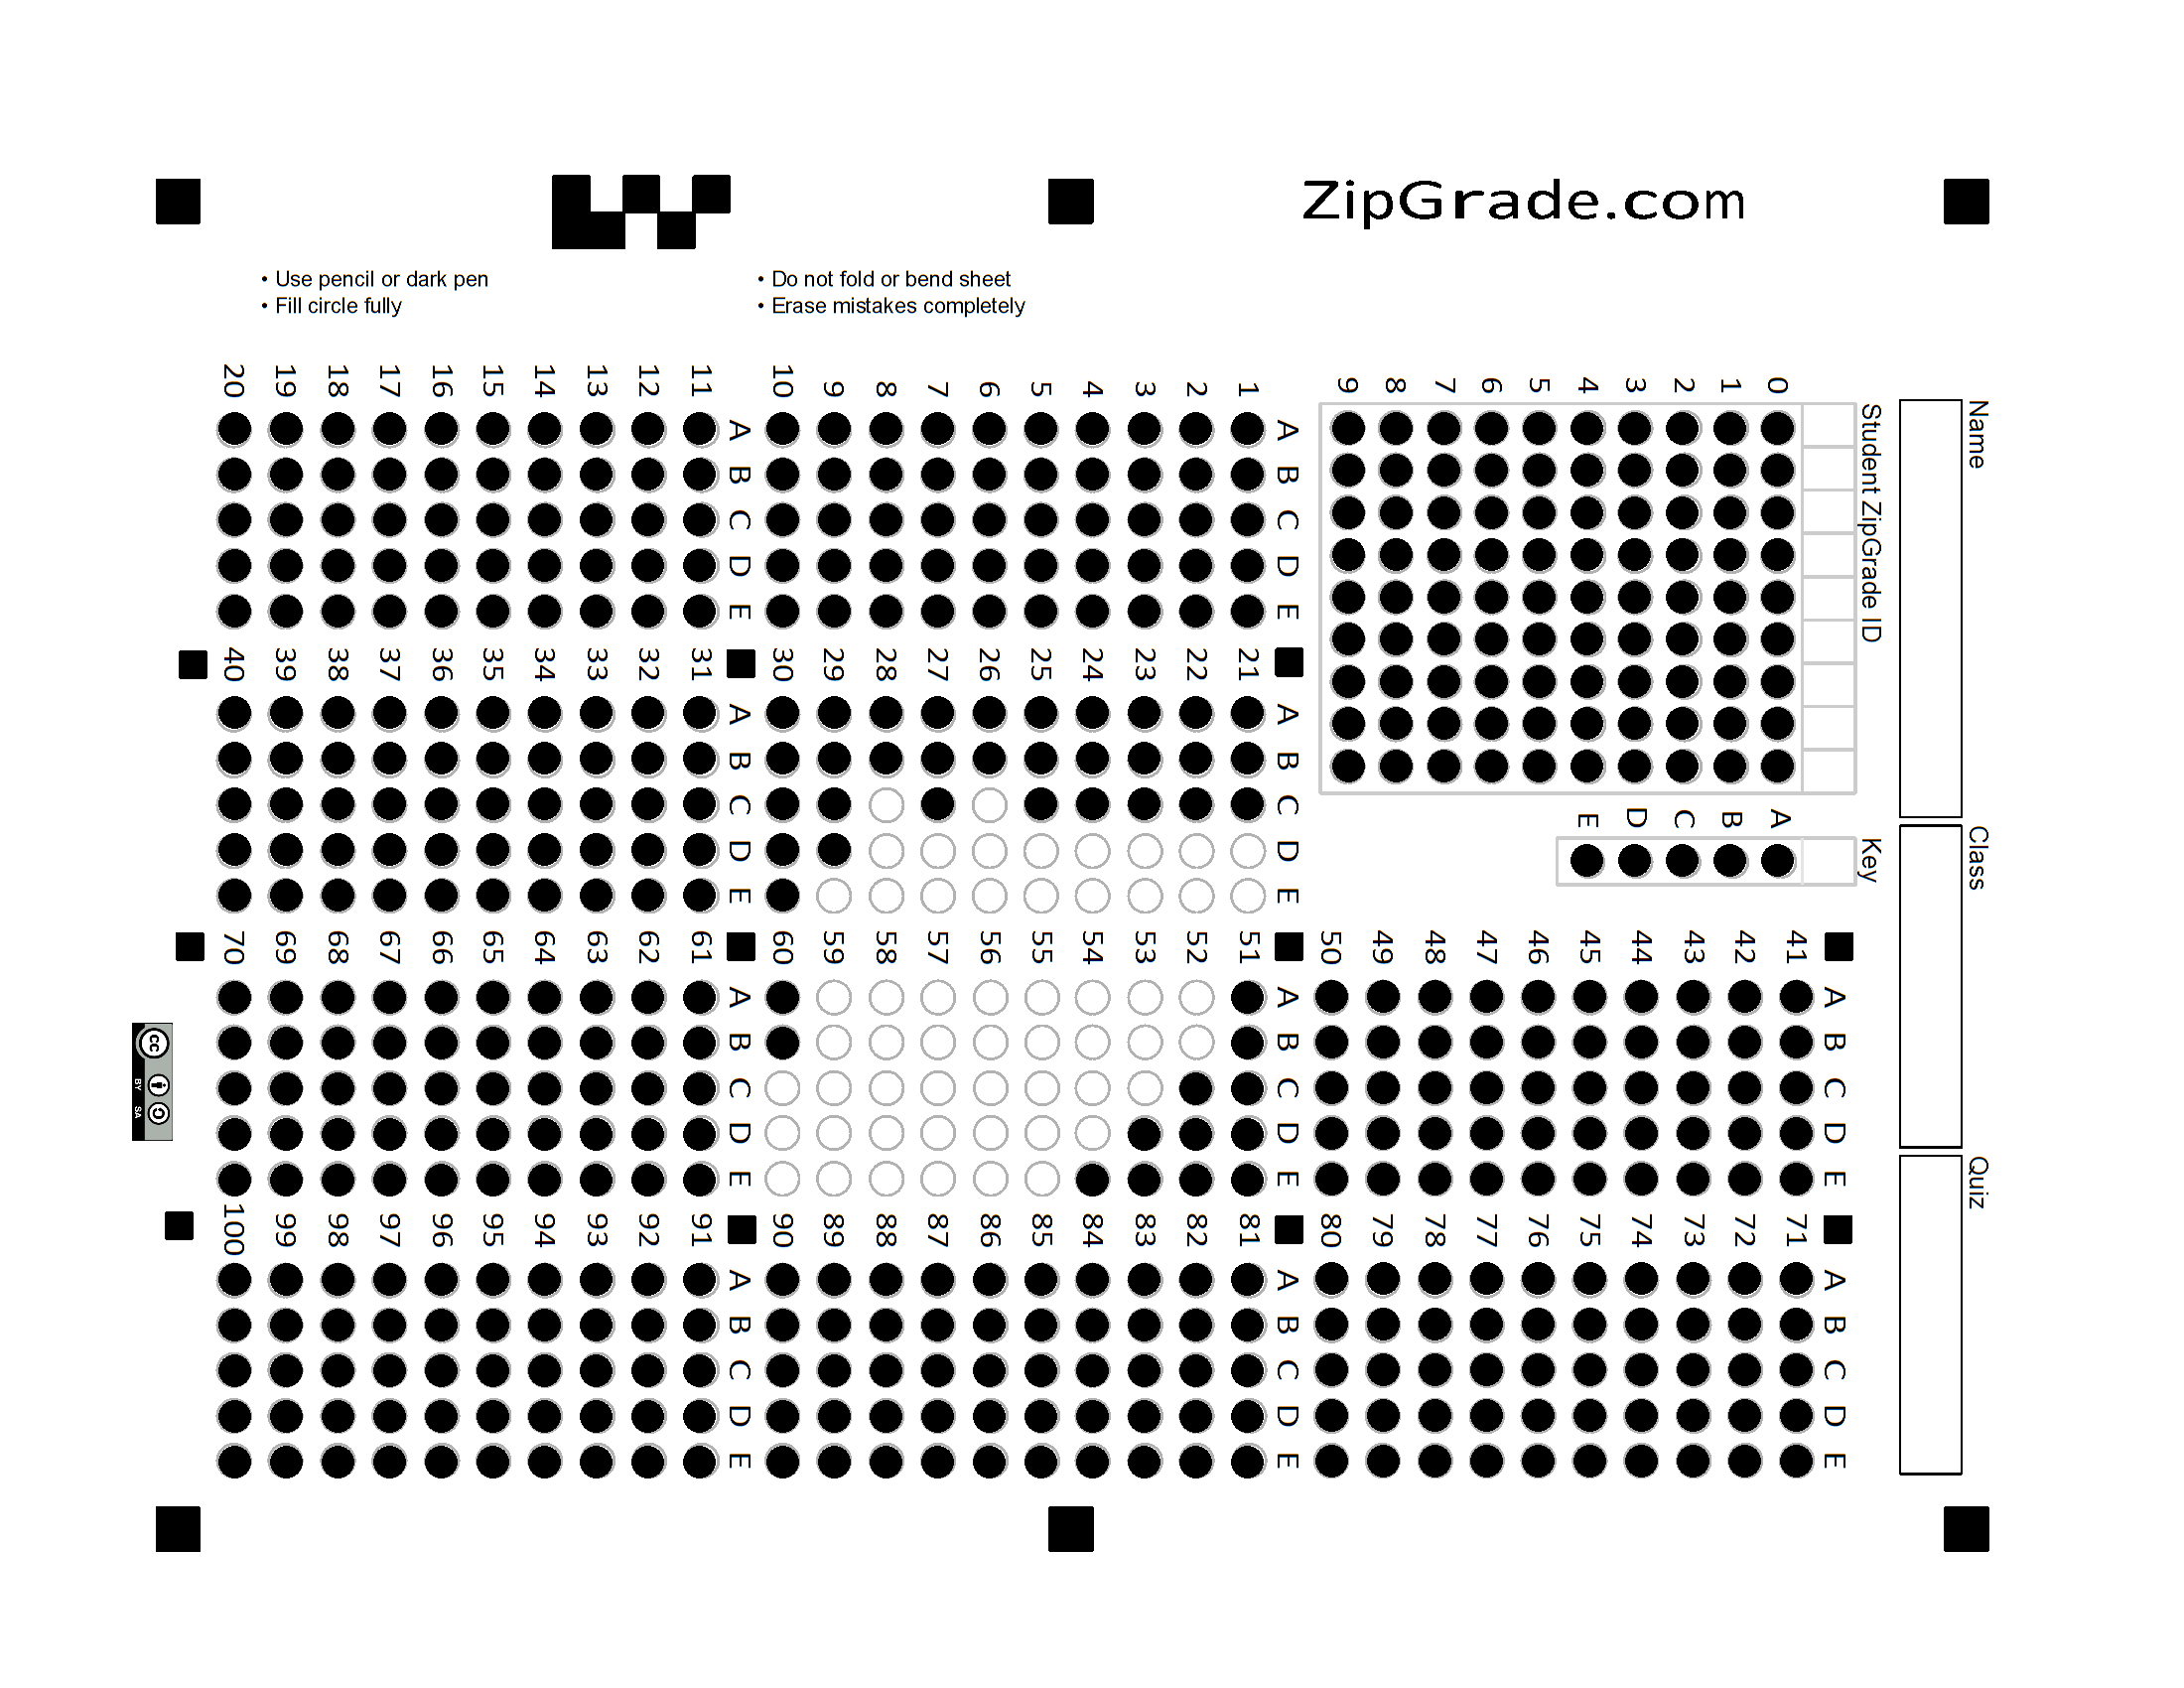 ZipGrade.com
• Use pencil or dark pen
• Fill circle fully
• Do not fold or bend sheet
• Erase mistakes completely
Name
Class
Quiz
Student ZipGrade ID
0 1 2 3 4 5 6 7 8 9
Key
A B C D E
A B C D E
1 2 3 4 5 6 7 8 9 10
A B C D E
11 12 13 14 15 16 17 18 19 20
A B C D E
21 22 23 24 25 26 27 28 29 30
A B C D E
31 32 33 34 35 36 37 38 39 40
A B C D E
41 42 43 44 45 46 47 48 49 50
A B C D E
51 52 53 54 55 56 57 58 59 60
A B C D E
61 62 63 64 65 66 67 68 69 70
A B C D E
71 72 73 74 75 76 77 78 79 80
A B C D E
81 82 83 84 85 86 87 88 89 90
A B C D E
91 92 93 94 95 96 97 98 99 100
cc
BY SA